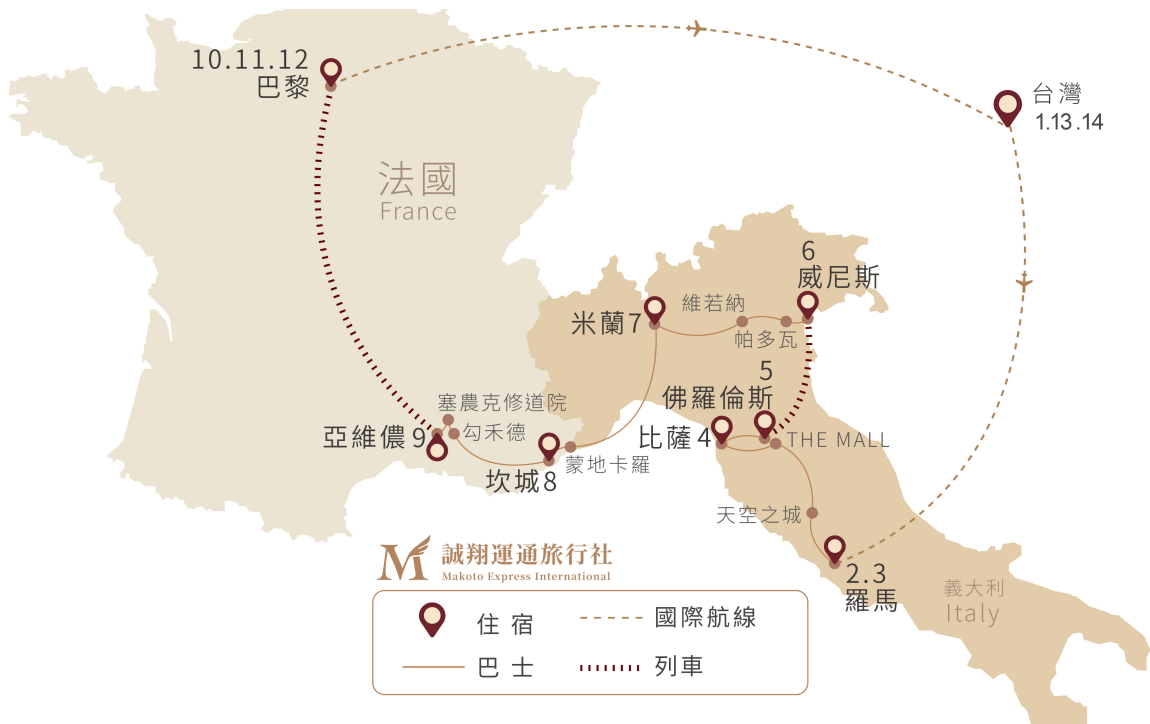 10.11.12
巴黎
台灣
1.13.14
法國
France
6
威尼斯
維若納
米蘭7
帕多瓦
5
佛羅倫斯
塞農克修道院
亞維儂9
勾禾德
比薩4
THE MALL
蒙地卡羅
坎城8
天空之城
2.3
羅馬
義大利
Italy
誠翔運通旅行社
Makoto Express International
住宿
國際航線
巴士
列車